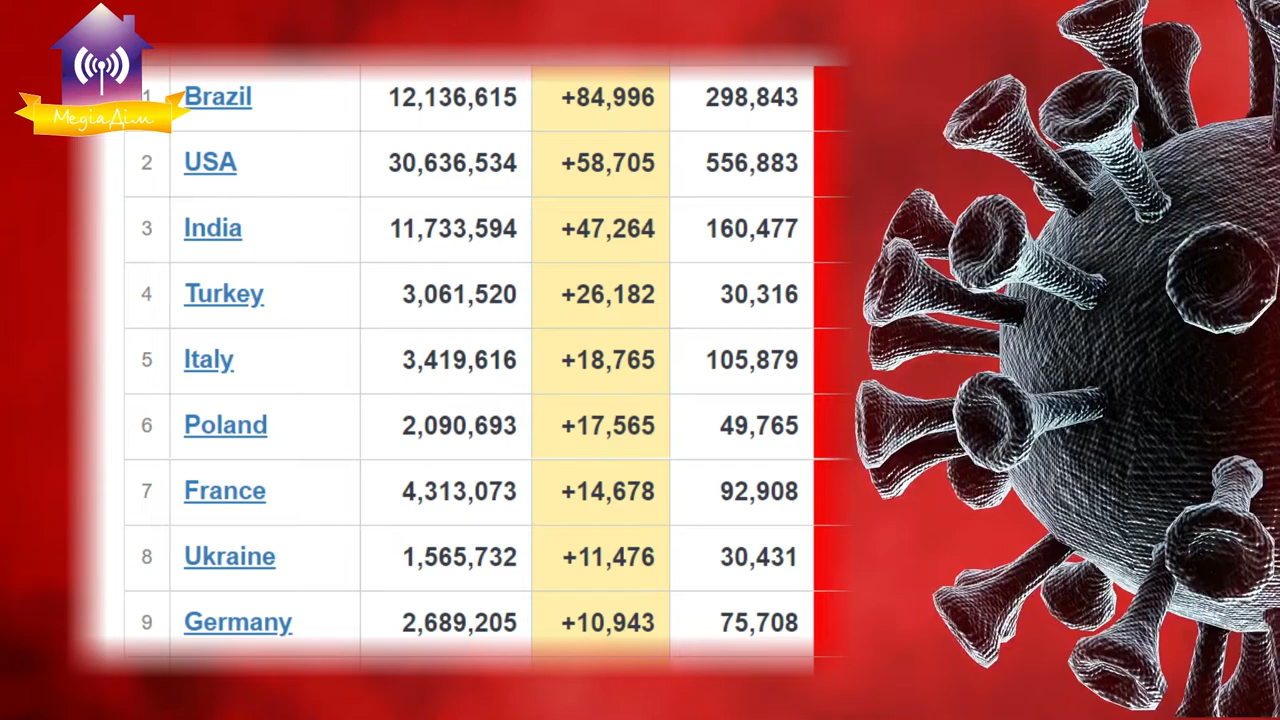 МедіаДім
1 Brazil 12,136,615 +84,996 298,843
2 USA 30,636,534 +58,705 556,883
3 India 11,733,594 +47,264 160,477
4 Turkey 3,061,520 +26,182 30,316
5 Italy 3,419,616 +18,765 105,879
6 Poland 2,090,693 +17,565 49,765
7 France 4,313,073 +14,678 92,908
8 Ukraine 1,565,732 +11,476 30,431
9 Germany 2,689,205 +10,943 75,708